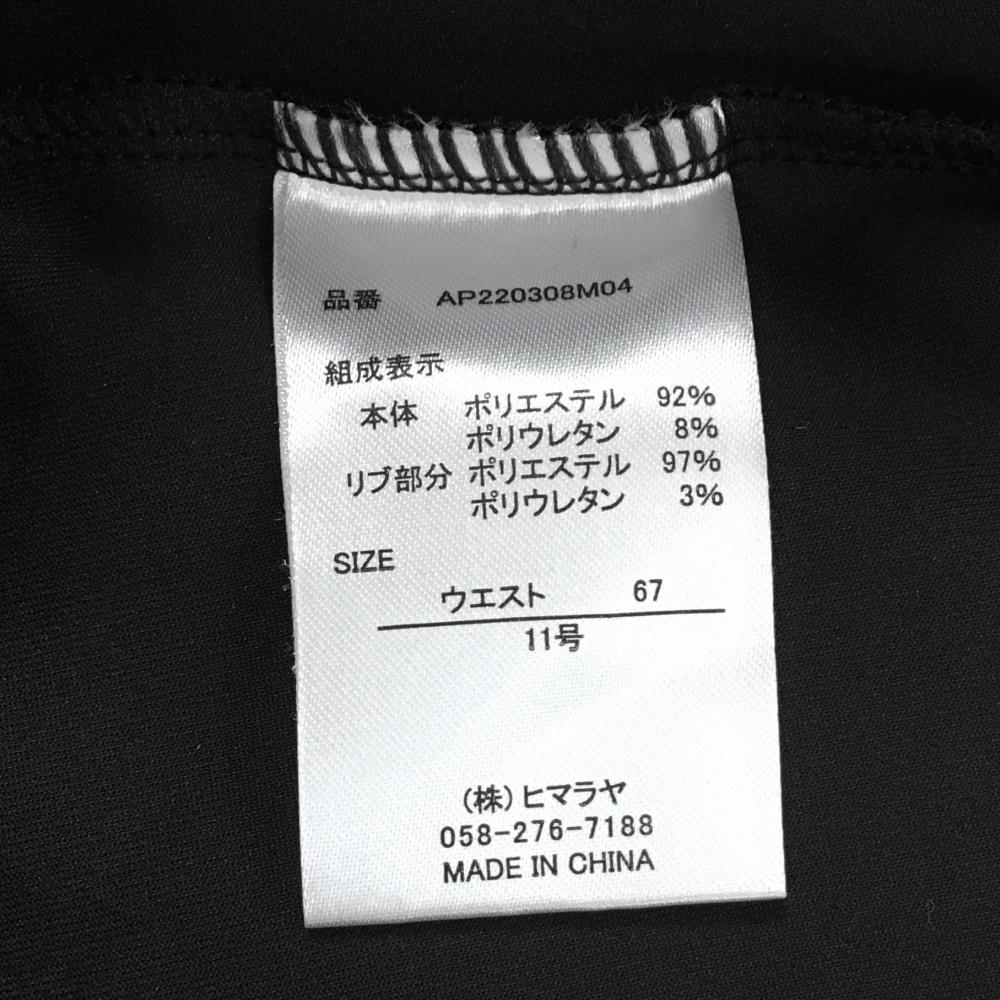 品番 AP220308M04
組成表示
本体 ポリエステル 92%
ポリウレタン 8%
リブ部分 ポリエステル 97%
ポリウレタン 3%
SIZE
ウエスト 67
11号
(株)ヒマラヤ
058-276-7188
MADE IN CHINA